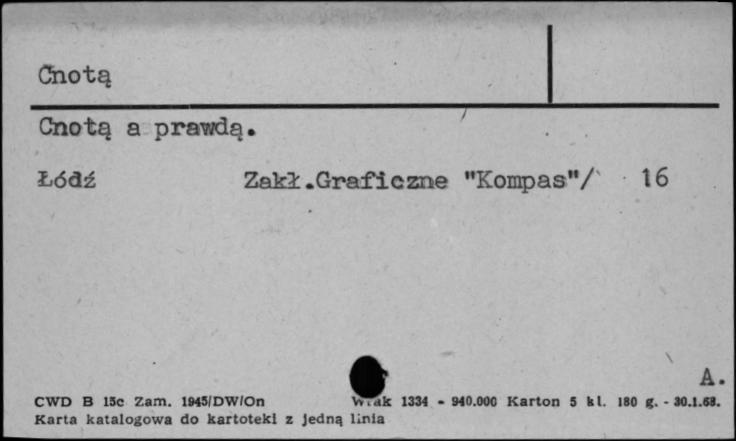 Cnotą
Cnotą a prawdą.
Łódź Zakł.Graficzne "Kompas"/ 16
A.
CWD B 15c Zam. 1945/DW/On 1334 - 940.000 Karton 5 kl. 180 g. - 30.1.68.
Karta katalogowa do kartoteki z jedną linia